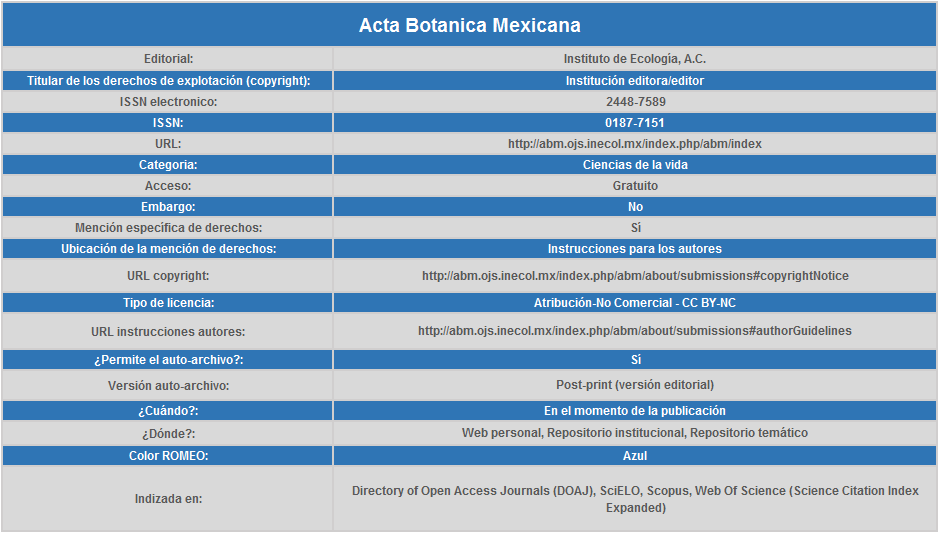 Acta Botanica Mexicana
Editorial: Instituto de Ecología, A.C.
Titular de los derechos de explotación (copyright): Institución editora/editor
ISSN electronico: 2448-7589
ISSN: 0187-7151
URL: http://abm.ojs.inecol.mx/index.php/abm/index
Categoria: Ciencias de la vida
Acceso: Gratuito
Embargo: No
Mención especifica de derechos: Sí
Ubicación de la mención de derechos: Instrucciones para los autores
URL copyright: http://abm.ojs.inecol.mx/index.php/abm/about/submissions#copyrightNotice
Tipo de licencia: Atribución-No Comercial - CC BY-NC
URL instrucciones autores: http://abm.ojs.inecol.mx/index.php/abm/about/submissions#authorGuidelines
¿Permite el auto-archivo?: Sí
Versión auto-archivo: Post-print (versión editorial)
¿Cuándo?: En el momento de la publicación
¿Dónde?: Web personal, Repositorio institucional, Repositorio temático
Color ROMEO: Azul
Indizada en: Directory of Open Access Journals (DOAJ), SciELO, Scopus, Web Of Science (Science Citation Index
Expanded)